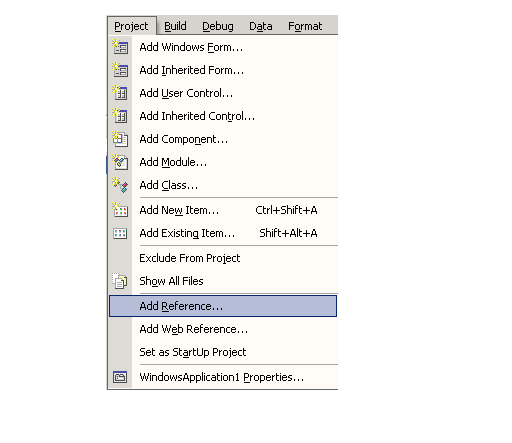 Project Build Debug Data Format
Add Windows Form...
Add Inherited Form...
Add User Control...
Add Inherited Control...
Add Component...
Add Module...
Add Class...
Add New Item... Ctrl+Shift+A
Add Existing Item... Shift+Alt+A
Exclude From Project
Show All Files
Add Reference...
Add Web Reference...
Set as StartUp Project
WindowsApplication1 Properties...